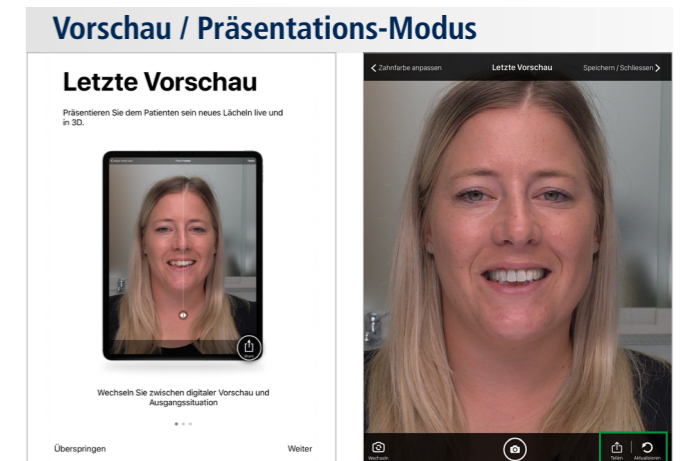 Vorschau / Präsentations-Modus
Letzte Vorschau
Präsentieren Sie dem Patienten sein neues Lächeln live und
in 3D.
Share
Wechseln Sie zwischen digitaler Vorschau und
Ausgangssituation
Überspringen
Weiter
Zahnfarbe anpassen
Letzte Vorschau
Speichern / Schliessen
Wechseln
Teilen
Aktualisieren